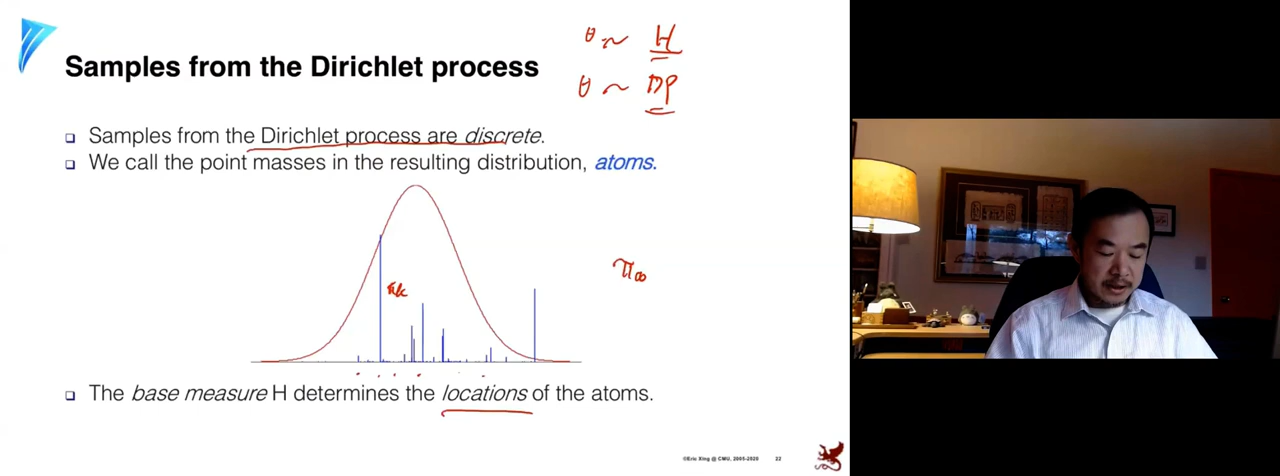 θ ~ H
Samples from the Dirichlet process
θ ~ DP
Samples from the Dirichlet process are discrete.
We call the point masses in the resulting distribution, atoms.
π∞
πk
The base measure H determines the locations of the atoms.
©Eric Xing @ CMU, 2005-2020 22